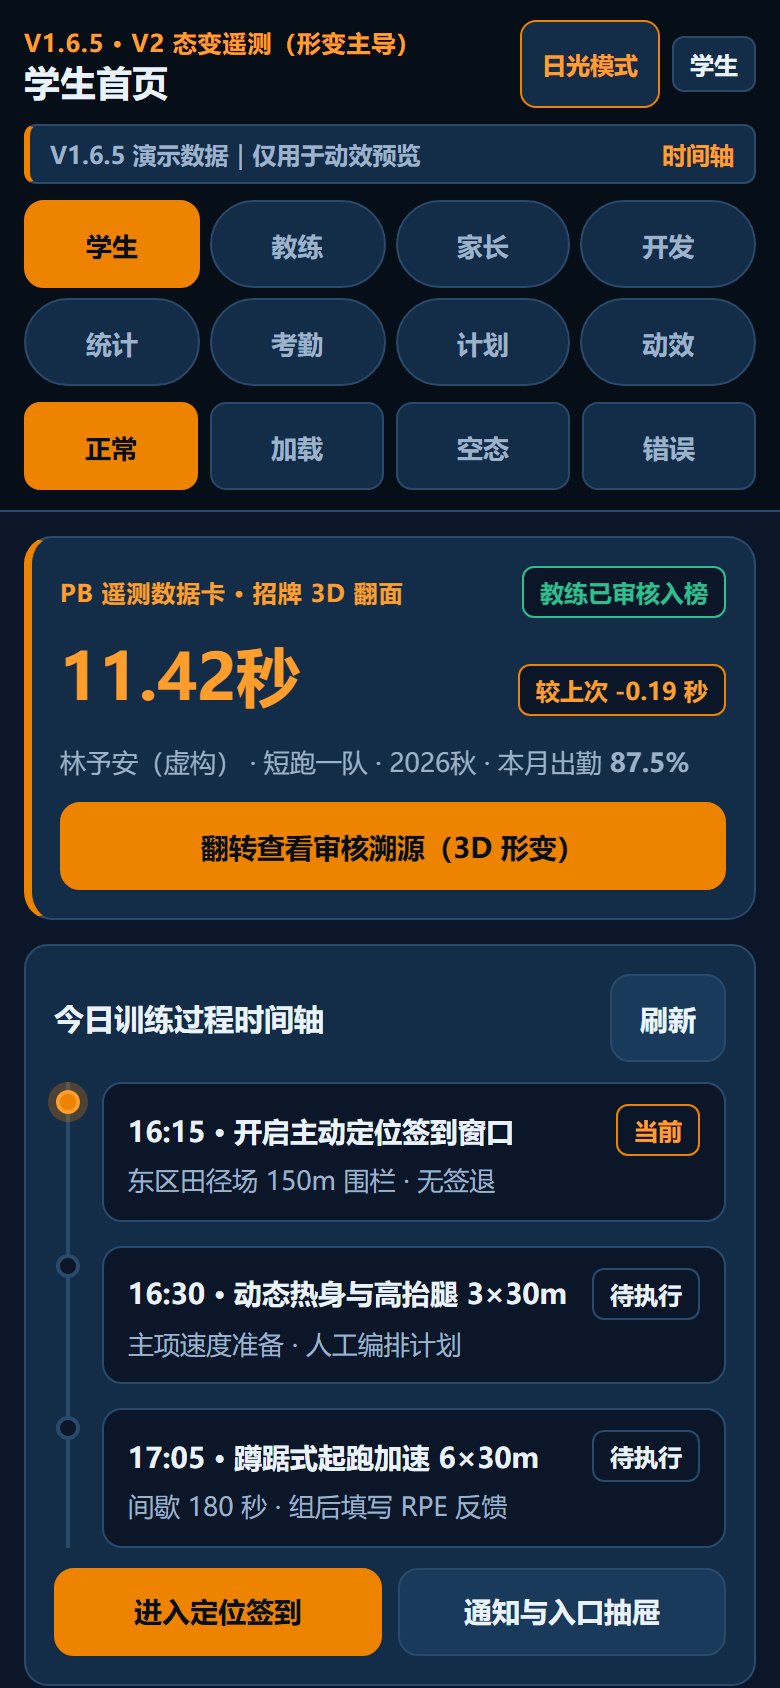 V1.6.5 • V2 态变遥测（形变主导）
学生首页
日光模式
学生
V1.6.5 演示数据 | 仅用于动效预览
时间轴
学生 教练 家长 开发
统计 考勤 计划 动效
正常 加载 空态 错误
PB 遥测数据卡 • 招牌 3D 翻面
教练已审核入榜
11.42秒
较上次 -0.19 秒
林予安（虚构） · 短跑一队 · 2026秋 · 本月出勤 87.5%
翻转查看审核溯源（3D 形变）
今日训练过程时间轴
刷新
16:15 • 开启主动定位签到窗口
当前
东区田径场 150m 围栏 · 无签退
16:30 • 动态热身与高抬腿 3×30m
待执行
主项速度准备 · 人工编排计划
17:05 • 蹲踞式起跑加速 6×30m
待执行
间歇 180 秒 · 组后填写 RPE 反馈
进入定位签到
通知与入口抽屉